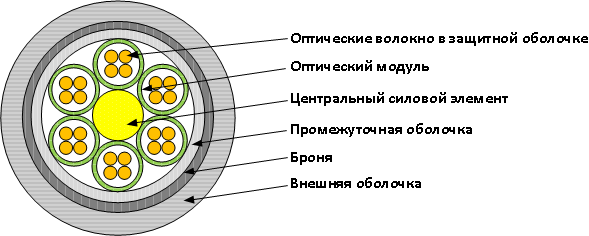 Оптические волокно в защитной оболочке
Оптический модуль
Центральный силовой элемент
Промежуточная оболочка
Броня
Внешняя оболочка